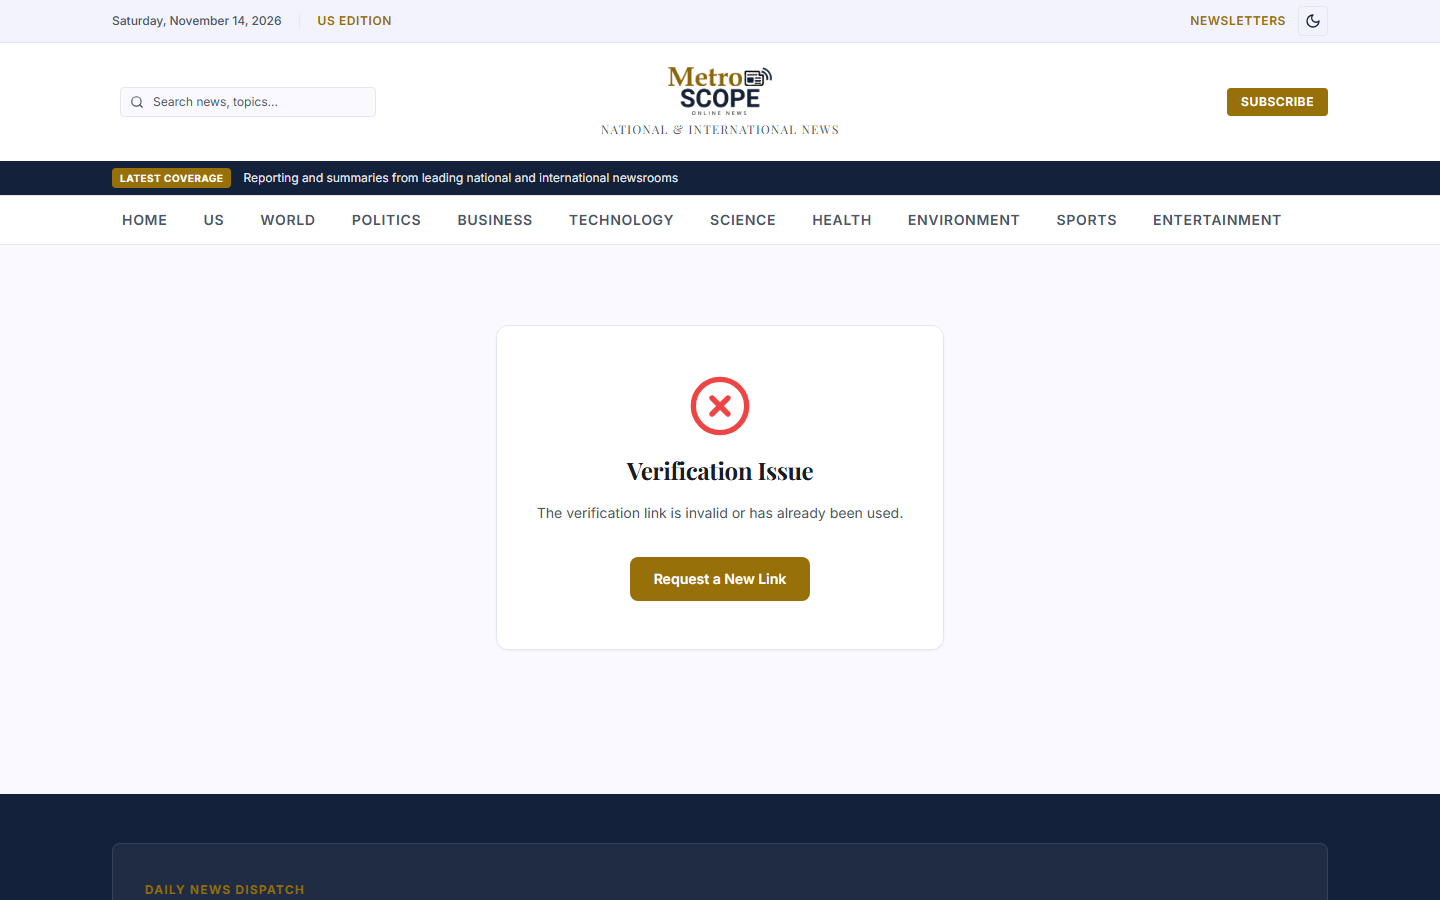 Saturday, November 14, 2026
US EDITION
NEWSLETTERS
Search news, topics...
Metro
SCOPE
ONLINE NEWS
NATIONAL & INTERNATIONAL NEWS
SUBSCRIBE
LATEST COVERAGE
Reporting and summaries from leading national and international newsrooms
HOME
US
WORLD
POLITICS
BUSINESS
TECHNOLOGY
SCIENCE
HEALTH
ENVIRONMENT
SPORTS
ENTERTAINMENT
Verification Issue
The verification link is invalid or has already been used.
Request a New Link
DAILY NEWS DISPATCH